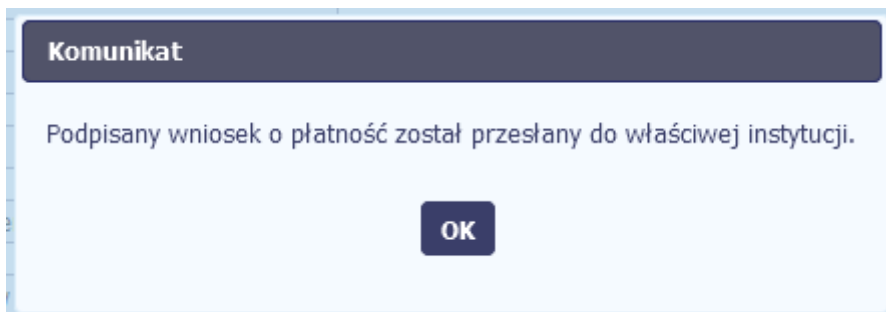 Komunikat
Podpisany wniosek o płatność został przesłany do właściwej instytucji.
OK